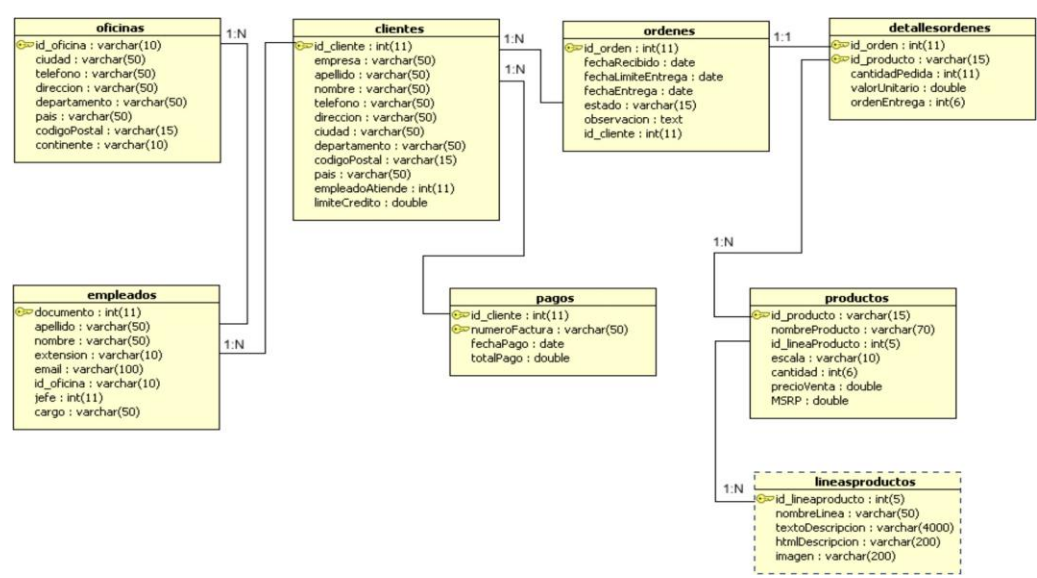 oficinas
id_oficina : varchar(10)
ciudad : varchar(50)
telefono : varchar(50)
direccion : varchar(50)
departamento : varchar(50)
pais : varchar(50)
codigoPostal : varchar(15)
continente : varchar(10)
1:N
clientes
id_cliente : int(11)
empresa : varchar(50)
apellido : varchar(50)
nombre : varchar(50)
telefono : varchar(50)
direccion : varchar(50)
ciudad : varchar(50)
departamento : varchar(50)
codigoPostal : varchar(15)
pais : varchar(50)
empleadoAtiende : int(11)
limiteCredito : double
1:N
1:N
ordenes
id_orden : int(11)
fechaRecibido : date
fechaLimiteEntrega : date
fechaEntrega : date
estado : varchar(15)
observacion : text
id_cliente : int(11)
1:1
detallesordenes
id_orden : int(11)
id_producto : varchar(15)
cantidadPedida : int(11)
valorUnitario : double
ordenEntrega : int(6)
1:N
empleados
documento : int(11)
apellido : varchar(50)
nombre : varchar(50)
extension : varchar(10)
email : varchar(100)
id_oficina : varchar(10)
jefe : int(11)
cargo : varchar(50)
1:N
pagos
id_cliente : int(11)
numeroFactura : varchar(50)
fechaPago : date
totalPago : double
productos
id_producto : varchar(15)
nombreProducto : varchar(70)
id_lineaProducto : int(5)
escala : varchar(10)
cantidad : int(6)
precioVenta : double
MSRP : double
1:N
lineasproductos
id_lineaproducto : int(5)
nombreLinea : varchar(50)
textoDescripcion : varchar(4000)
htmlDescripcion : varchar(200)
imagen : varchar(200)